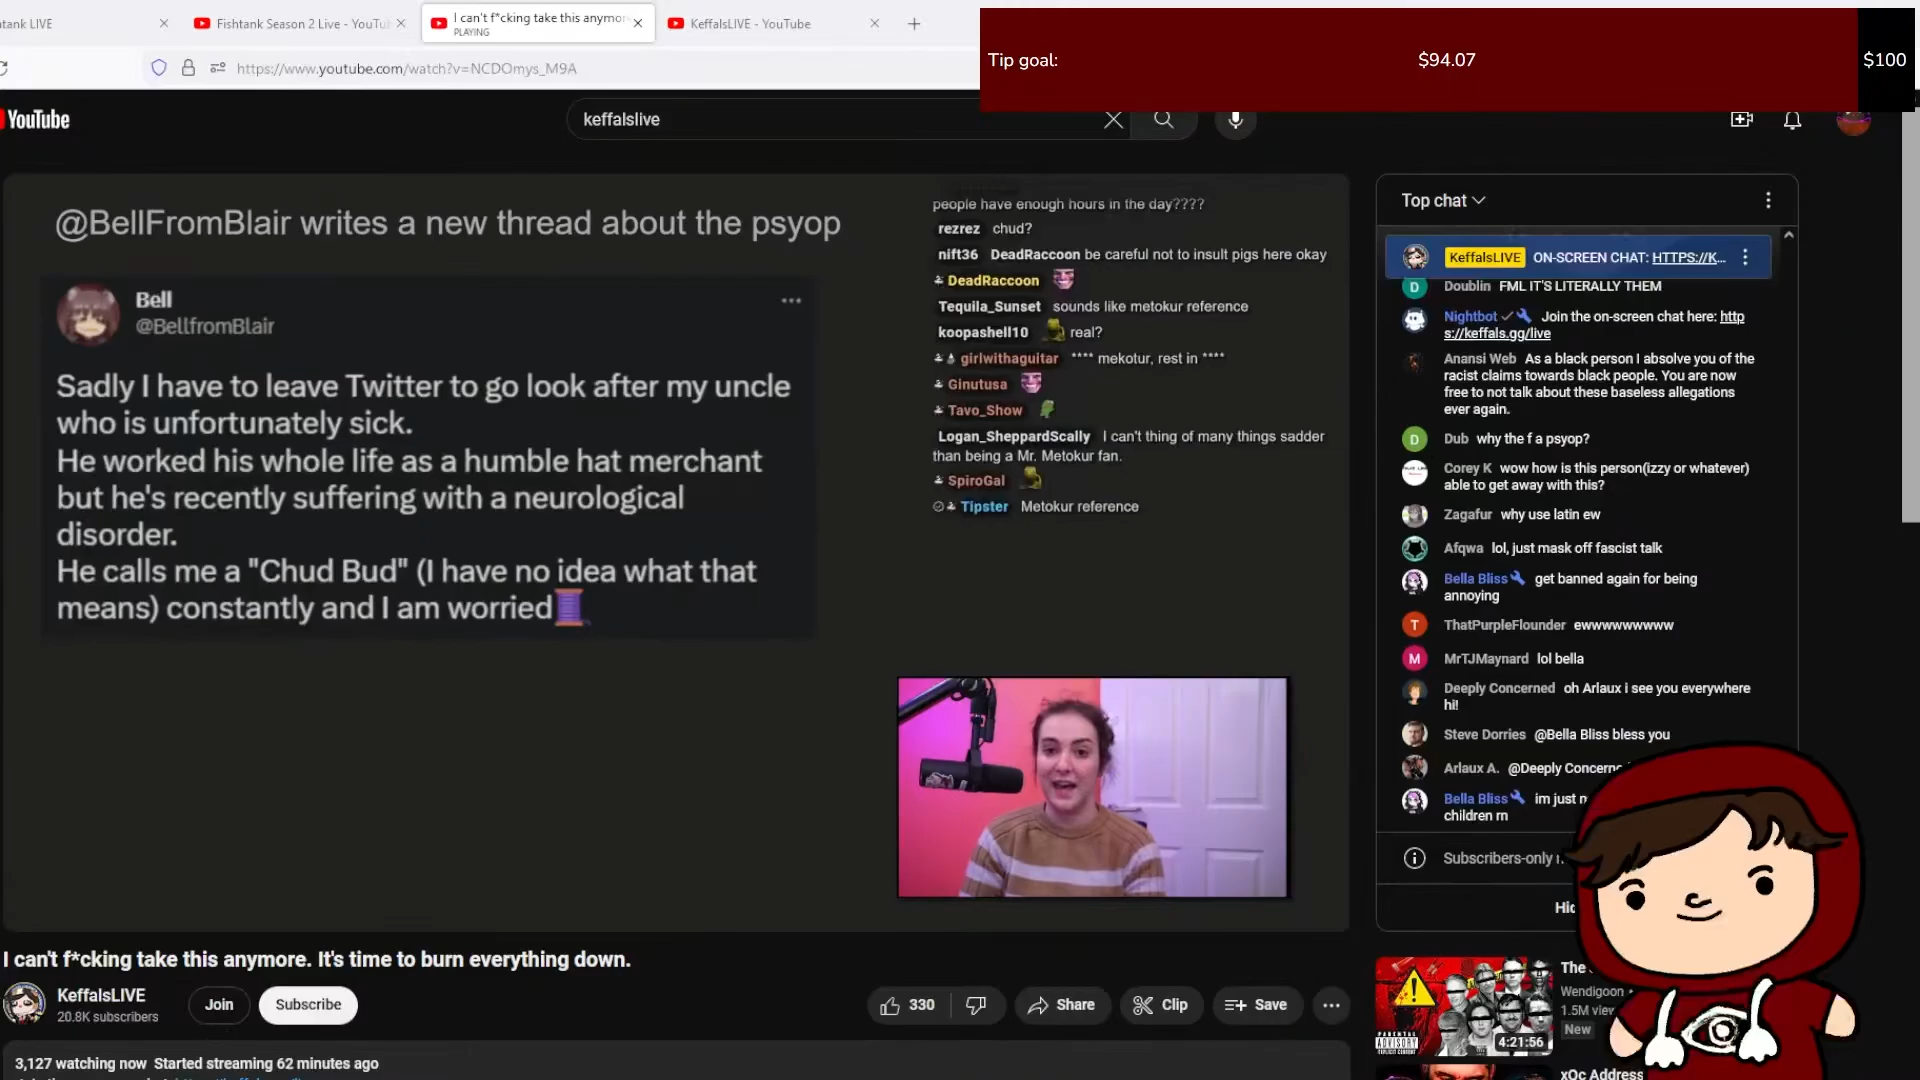 tank LIVE
Fishtank Season 2 Live - YouTu
I can't f*cking take this anymor
PLAYING
KeffalsLIVE - YouTube
https://www.youtube.com/watch?v=NCDOmys_M9A
Tip goal:
$94.07
$100
YouTube
keffalslive
@BellFromBlair writes a new thread about the psyop
Bell
@BellfromBlair
Sadly I have to leave Twitter to go look after my uncle
who is unfortunately sick.
He worked his whole life as a humble hat merchant
but he's recently suffering with a neurological
disorder.
He calls me a "Chud Bud" (I have no idea what that
means) constantly and I am worried🧵
people have enough hours in the day????
rezrez chud?
nift36 DeadRaccoon be careful not to insult pigs here okay
DeadRaccoon
Tequila_Sunset sounds like metokur reference
koopashell10 real?
girlwithaguitar **** mekotur, rest in ****
Ginutusa
Tavo_Show
Logan_SheppardScally I can't thing of many things sadder
than being a Mr. Metokur fan.
SpiroGal
Tipster Metokur reference
Top chat
KeffalsLIVE ON-SCREEN CHAT: HTTPS://K...
Doublin FML IT'S LITERALLY THEM
Nightbot Join the on-screen chat here: http
s://keffals.gg/live
Anansi Web As a black person I absolve you of the
racist claims towards black people. You are now
free to not talk about these baseless allegations
ever again.
Dub why the f a psyop?
Corey K wow how is this person(izzy or whatever)
able to get away with this?
Zagafur why use latin ew
Afqwa lol, just mask off fascist talk
Bella Bliss get banned again for being
annoying
ThatPurpleFlounder ewwwwwwwwww
MrTJMaynard lol bella
Deeply Concerned oh Arlaux i see you everywhere
hi!
Steve Dorries @Bella Bliss bless you
Arlaux A. @Deeply Concerne
Bella Bliss im just n
children rn
Subscribers-only
Hi
I can't f*cking take this anymore. It's time to burn everything down.
KeffalsLIVE
20.8K subscribers
Join
Subscribe
330
Share
Clip
Save
3,127 watching now Started streaming 62 minutes ago
PARENTAL
ADVISORY
EXPLICIT CONTENT
4:21:56
The
Wendigoon
1.5M view
New
xQc Address